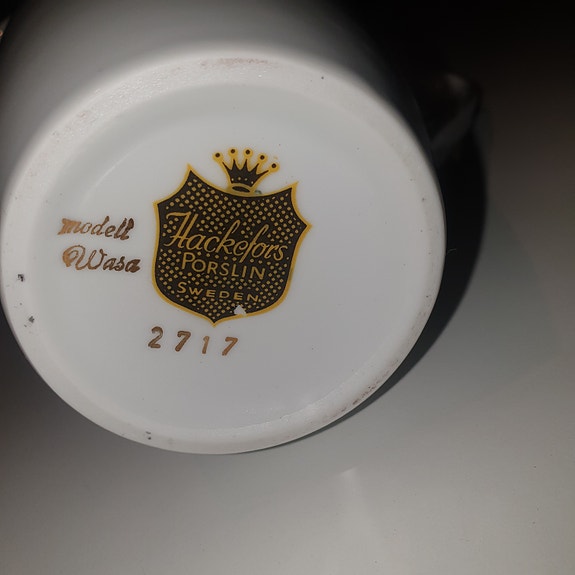 modell
Wasa
Hackefors
PORSLIN
SWEDEN
2717